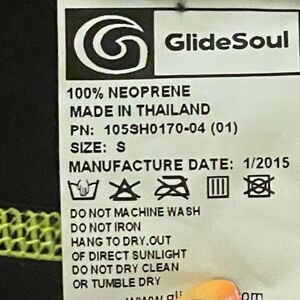 GlideSoul
100% NEOPRENE
MADE IN THAILAND
PN: 105SH0170-04 (01)
SIZE: S
MANUFACTURE DATE: 1/2015
DO NOT MACHINE WASH
DO NOT IRON
HANG TO DRY.OUT
OF DIRECT SUNLIGHT
DO NOT DRY CLEAN
OR TUMBLE DRY